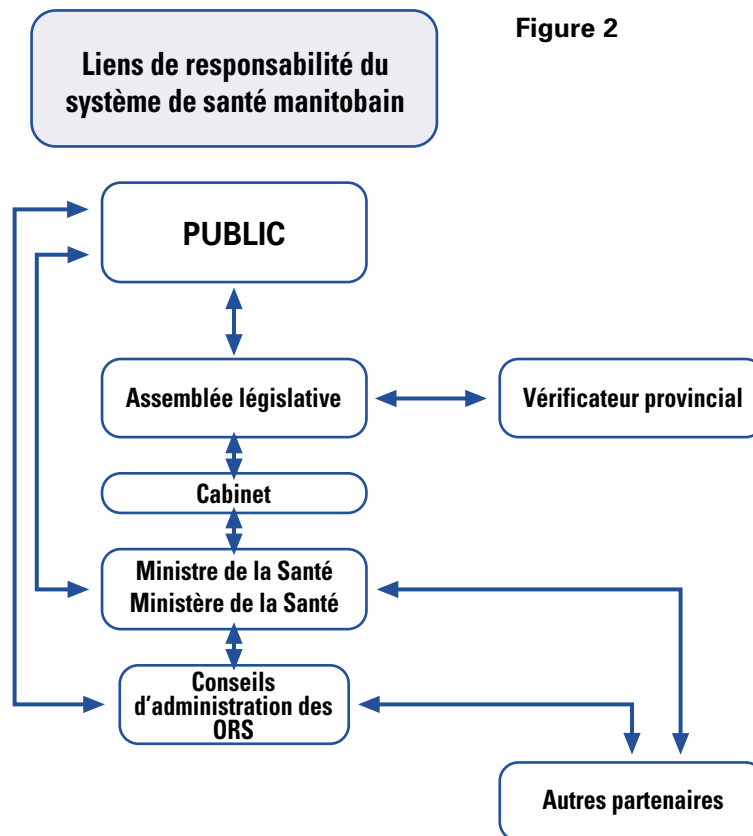 Figure 2
Liens de responsabilité du
système de santé manitobain
PUBLIC
Assemblée législative
Vérificateur provincial
Cabinet
Ministre de la Santé
Ministère de la Santé
Conseils
d'administration des
ORS
Autres partenaires